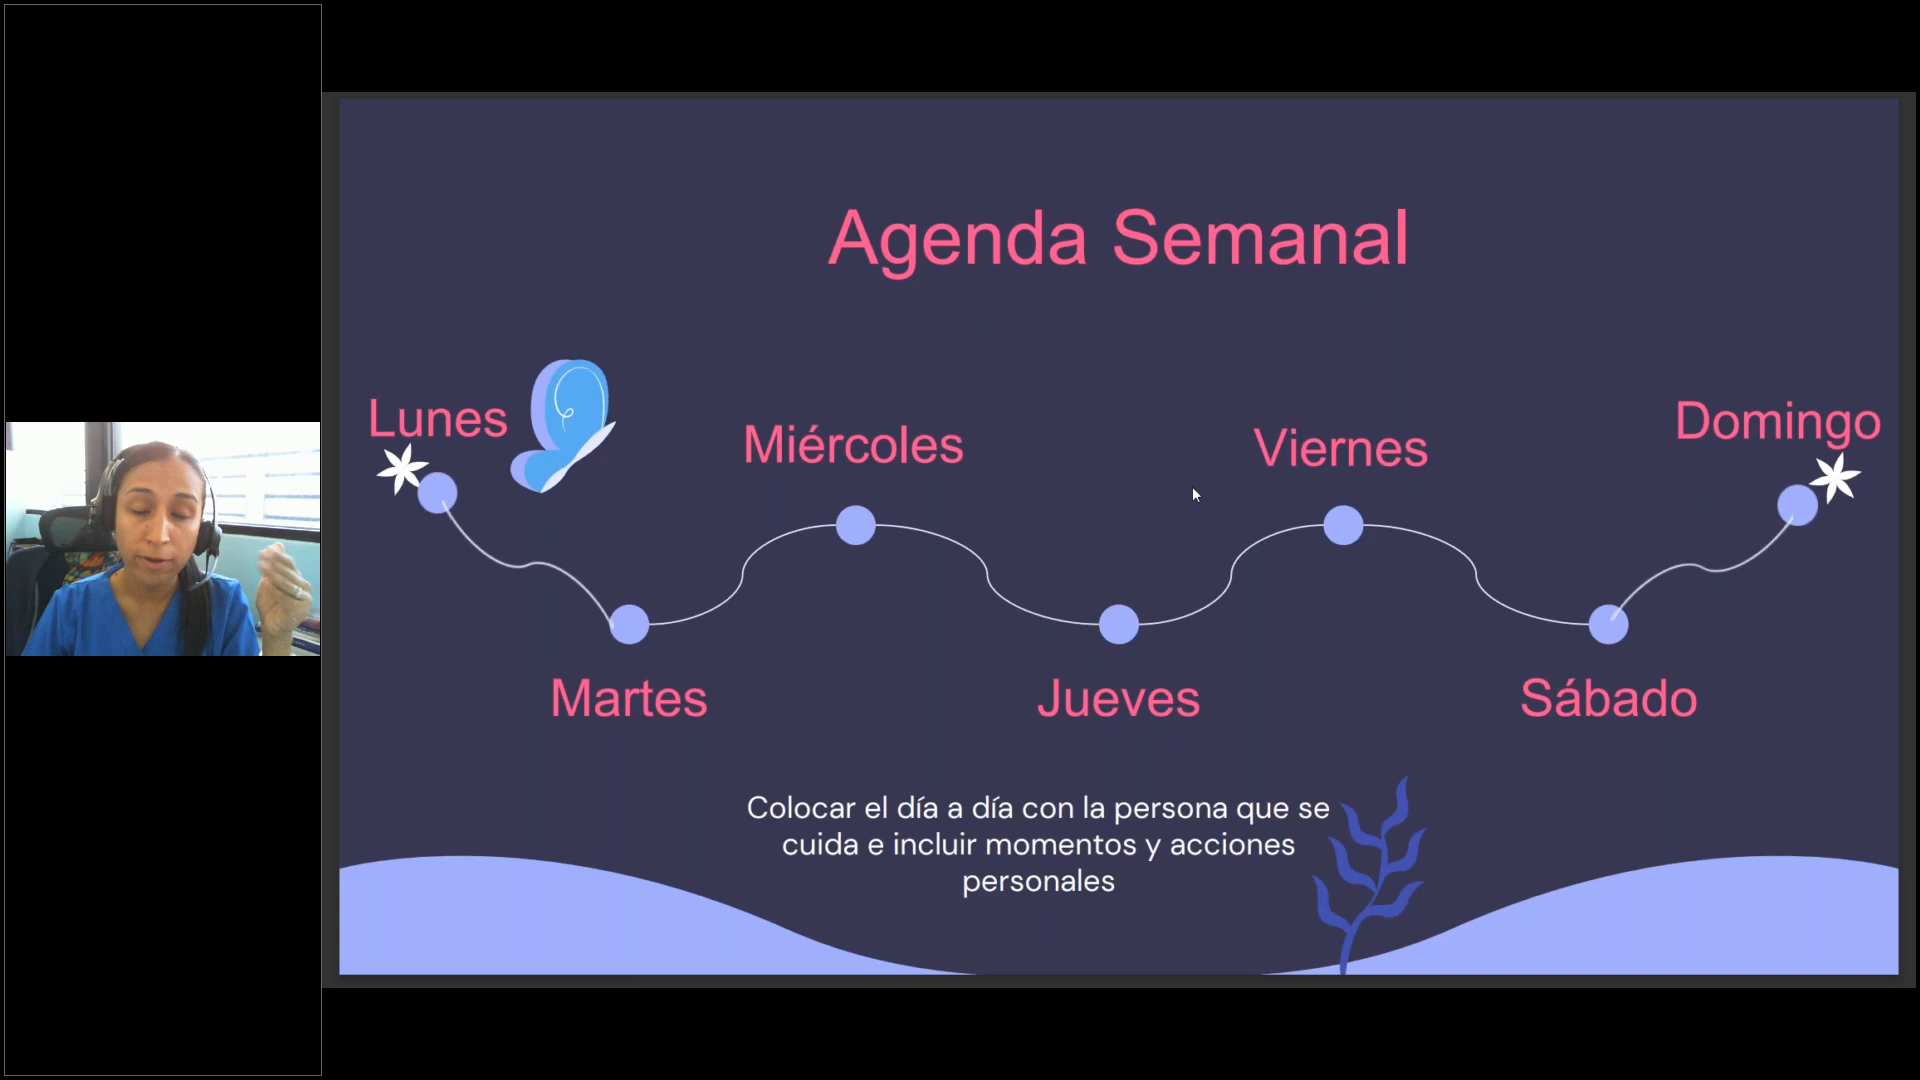 Agenda Semanal
Lunes
Miércoles
Viernes
Domingo
Martes
Jueves
Sábado
Colocar el día a día con la persona que se
cuida e incluir momentos y acciones
personales